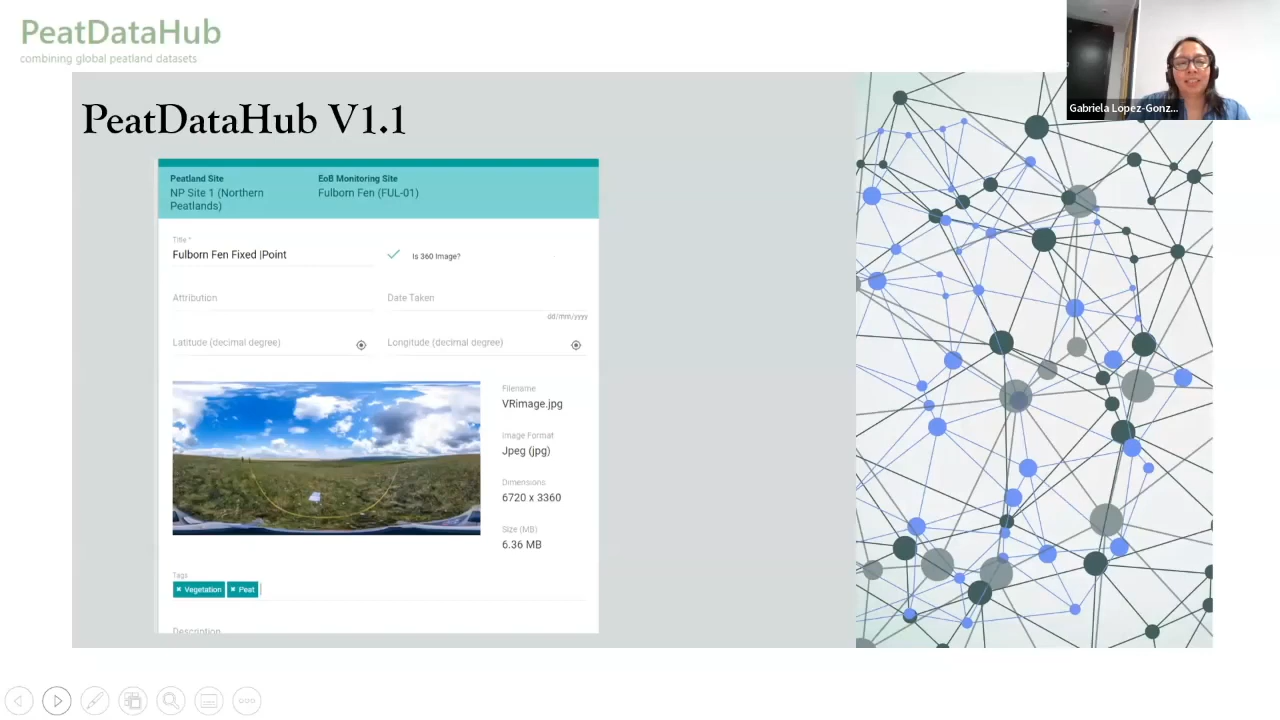 PeatDataHub
combining global peatland datasets
Gabriela Lopez-Gonz...
PeatDataHub V1.1
Peatland Site
EoB Monitoring Site
NP Site 1 (Northern
Peatlands)
Fulborn Fen (FUL-01)
Title *
Fulborn Fen Fixed |Point
Is 360 Image?
Attribution
Date Taken
dd/mm/yyyy
Latitude (decimal degree)
Longitude (decimal degree)
Filename
VRimage.jpg
Image Format
Jpeg (jpg)
Dimensions
6720 x 3360
Size (MB)
6.36 MB
Tags
Vegetation
Peat
Description